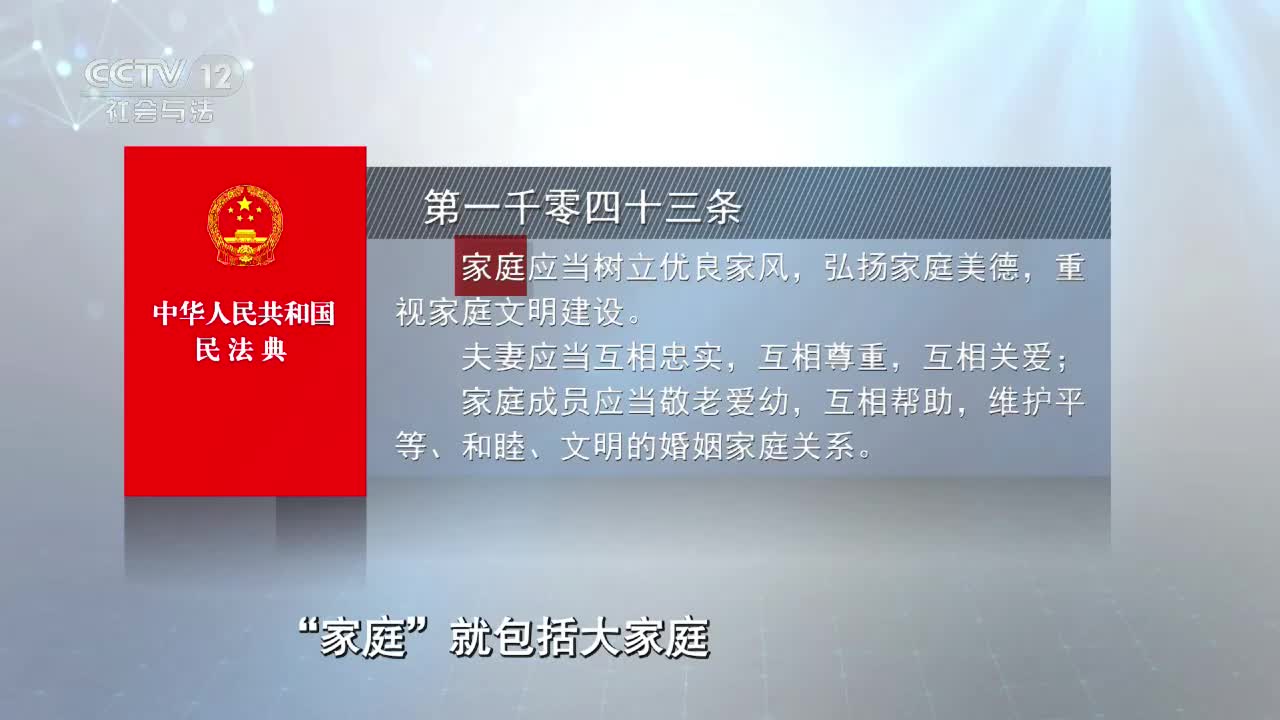 CCTV 12
社会与法
中华人民共和国
民法典
第一千零四十三条
家庭应当树立优良家风，弘扬家庭美德，重
视家庭文明建设。
夫妻应当互相忠实，互相尊重，互相关爱；
家庭成员应当敬老爱幼，互相帮助，维护平
等、和睦、文明的婚姻家庭关系。
“家庭”就包括大家庭